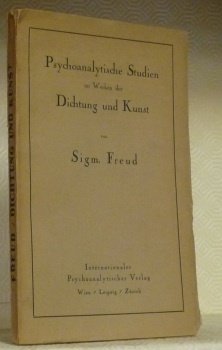 Psychoanalytische Studien
zu Werken der
Dichtung und Kunst
von
Sigm. Freud
Internationaler
Psychoanalytischer Verlag
Wien / Leipzig / Zürich
FREUD DICHTUNG UND KUNST